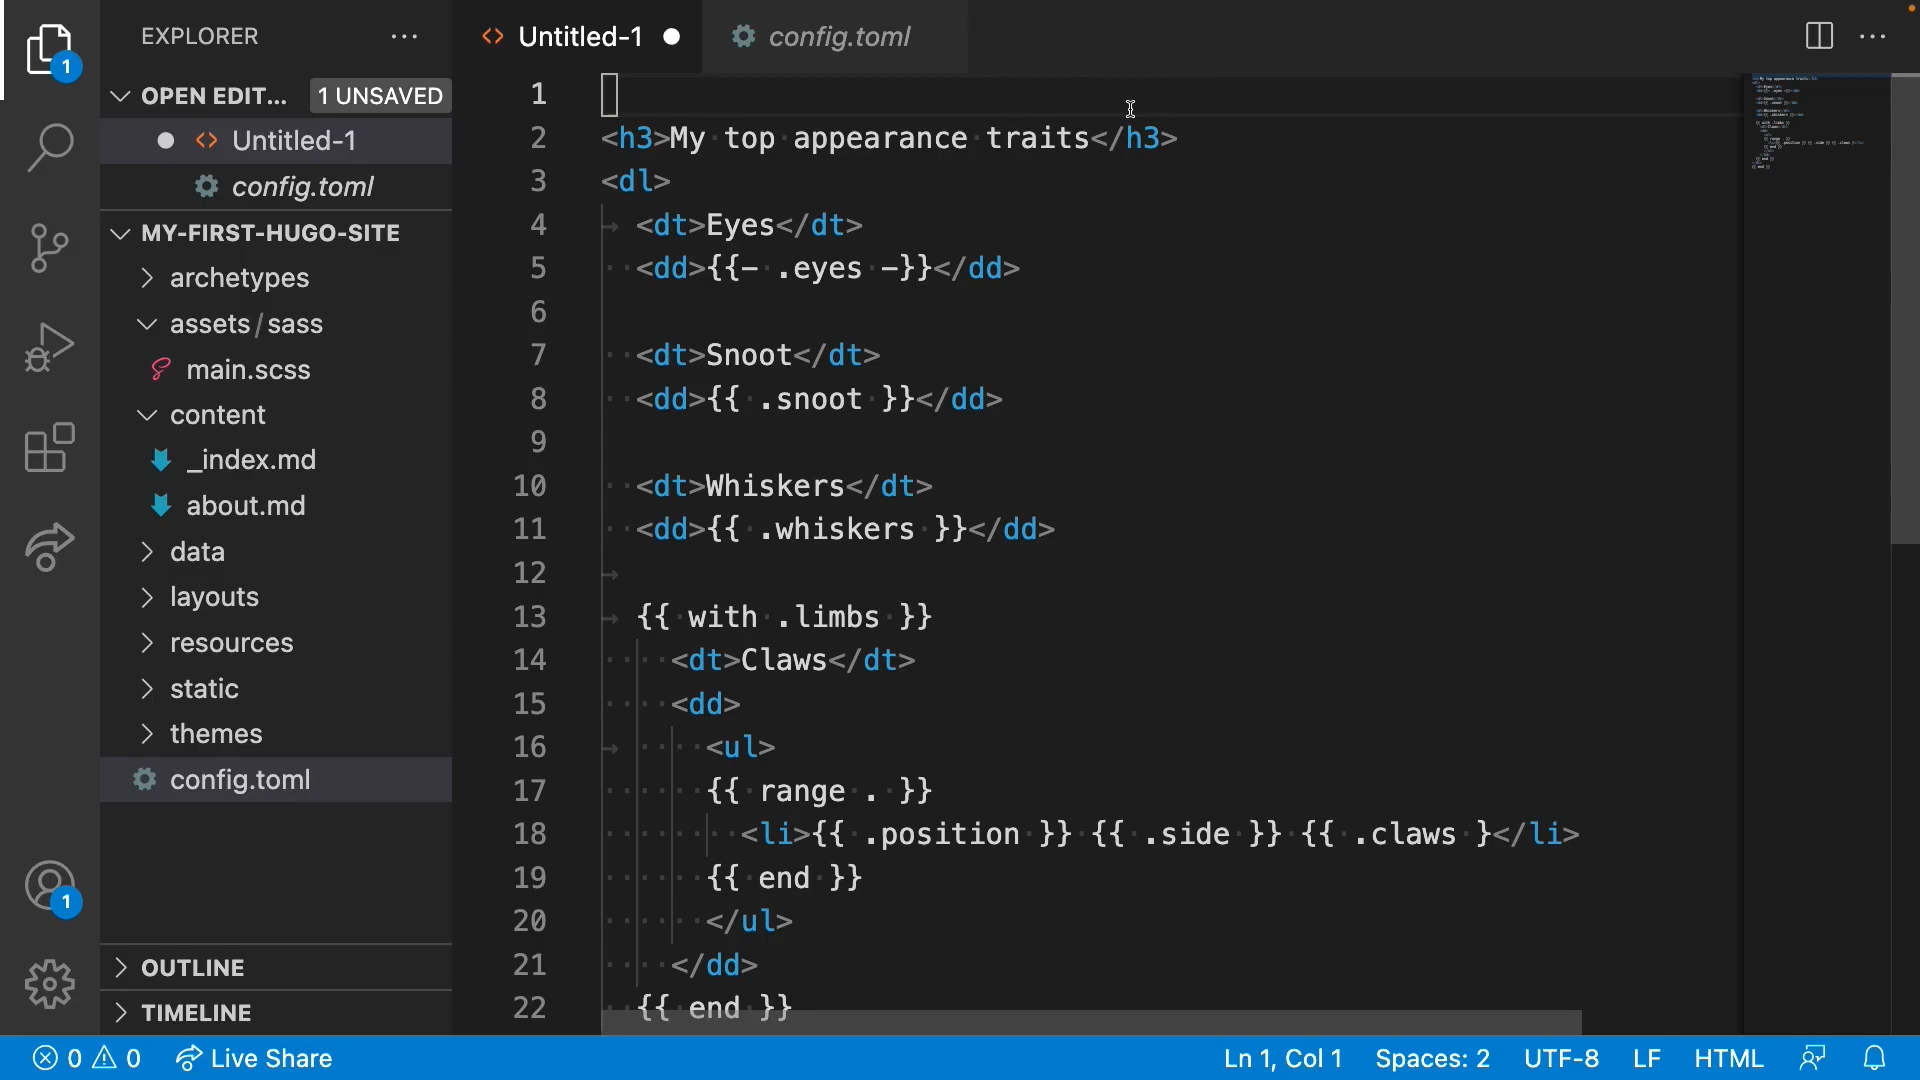 EXPLORER
OPEN EDIT... 1 UNSAVED
Untitled-1
config.toml
MY-FIRST-HUGO-SITE
archetypes
assets/sass
main.scss
content
_index.md
about.md
data
layouts
resources
static
themes
config.toml
OUTLINE
TIMELINE
1
1
Untitled-1
config.toml
1
2 <h3>My top appearance traits</h3>
3 <dl>
4 <dt>Eyes</dt>
5 <dd>{{- .eyes -}}</dd>
6
7 <dt>Snoot</dt>
8 <dd>{{ .snoot }}</dd>
9
10 <dt>Whiskers</dt>
11 <dd>{{ .whiskers }}</dd>
12
13 {{ with .limbs }}
14 <dt>Claws</dt>
15 <dd>
16 <ul>
17 {{ range . }}
18 <li>{{ .position }} {{ .side }} {{ .claws }</li>
19 {{ end }}
20 </ul>
21 </dd>
22 {{ end }}
0 0 Live Share
Ln 1, Col 1 Spaces: 2 UTF-8 LF HTML